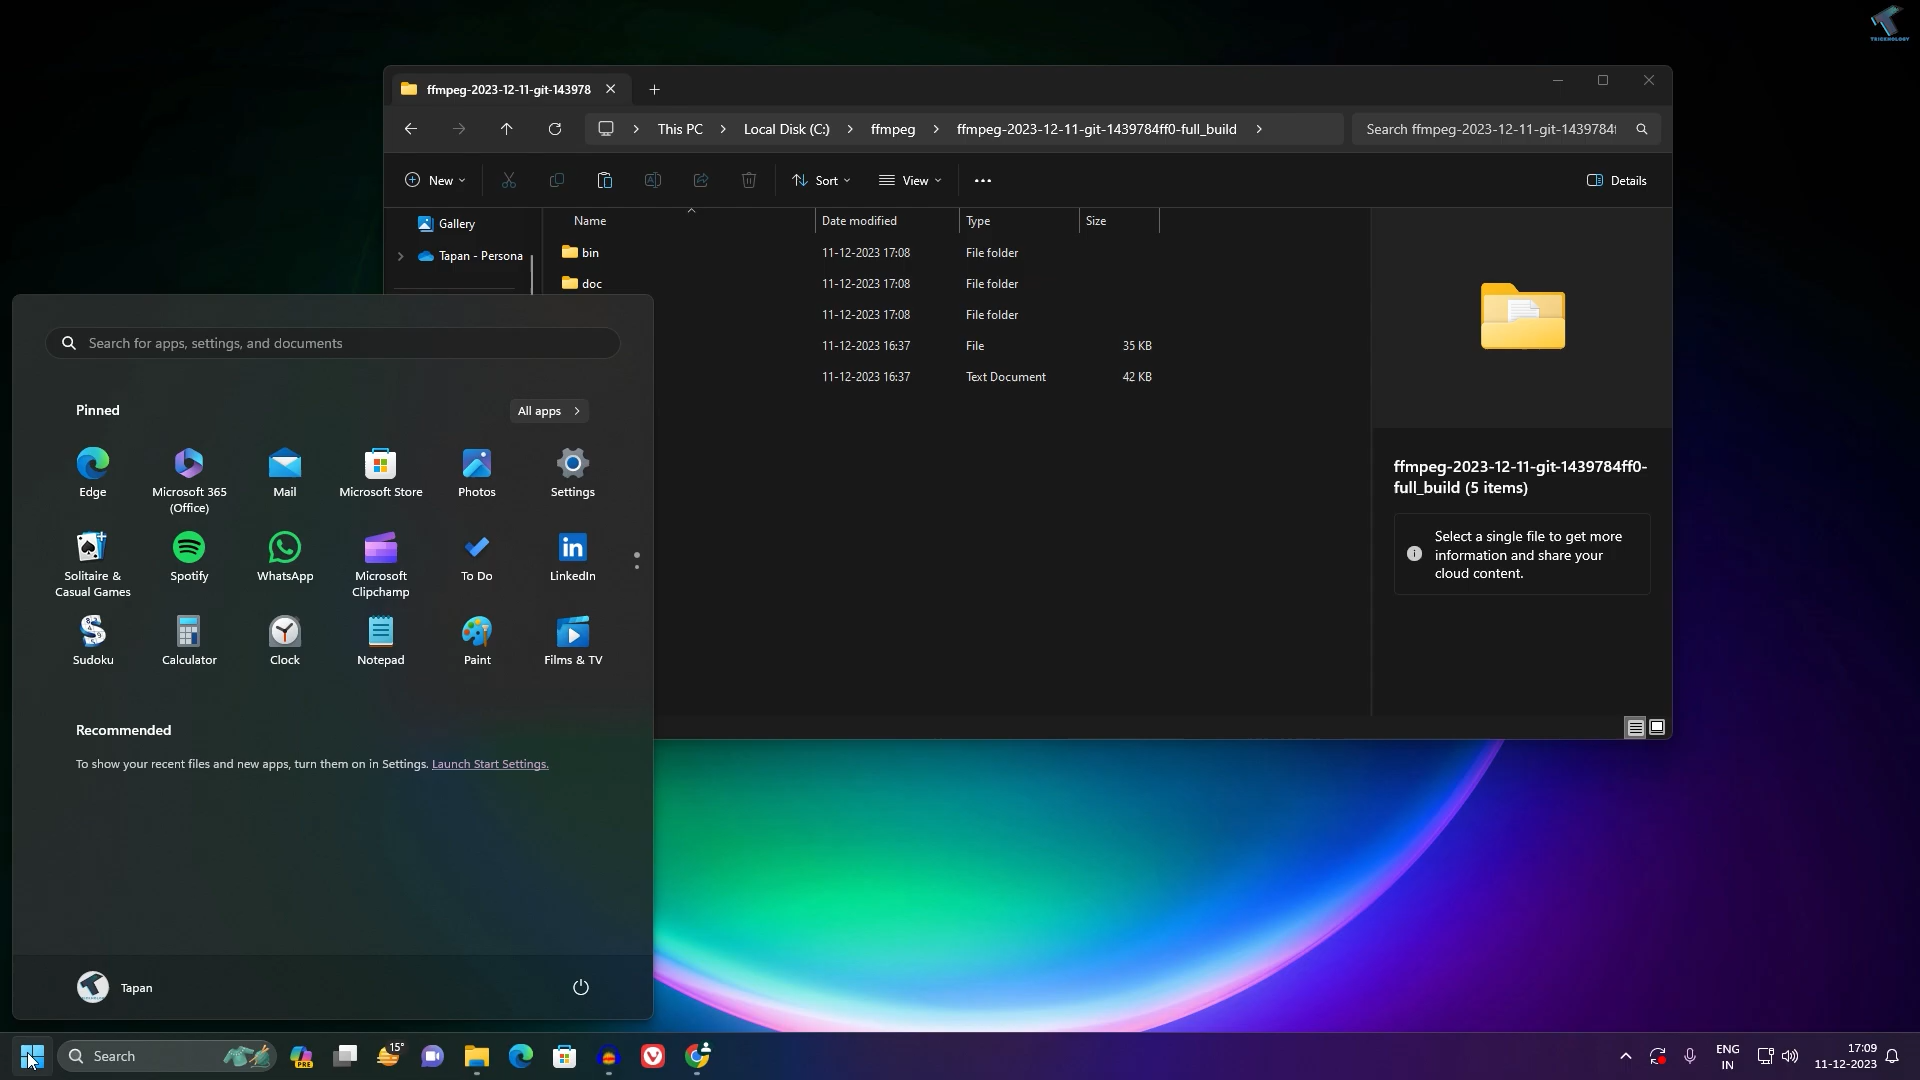 TRICKNOLOGY
ffmpeg-2023-12-11-git-143978
This PC
Local Disk (C:)
ffmpeg
ffmpeg-2023-12-11-git-1439784ff0-full_build
Search ffmpeg-2023-12-11-git-1439784f
New
Sort
View
Details
Gallery
Tapan - Persona
Name
Date modified
Type
Size
bin
11-12-2023 17:08
File folder
doc
11-12-2023 17:08
File folder
11-12-2023 17:08
File folder
11-12-2023 16:37
File
35 KB
11-12-2023 16:37
Text Document
42 KB
ffmpeg-2023-12-11-git-1439784ff0-
full_build (5 items)
Select a single file to get more
information and share your
cloud content.
Search for apps, settings, and documents
Pinned
All apps
Edge
Microsoft 365
(Office)
Mail
Microsoft Store
Photos
Settings
Solitaire &
Casual Games
Spotify
WhatsApp
Microsoft
Clipchamp
To Do
LinkedIn
Sudoku
Calculator
Clock
Notepad
Paint
Films & TV
Recommended
To show your recent files and new apps, turn them on in Settings. Launch Start Settings.
Tapan
Search
PRE
15°
ENG
IN
17:09
11-12-2023